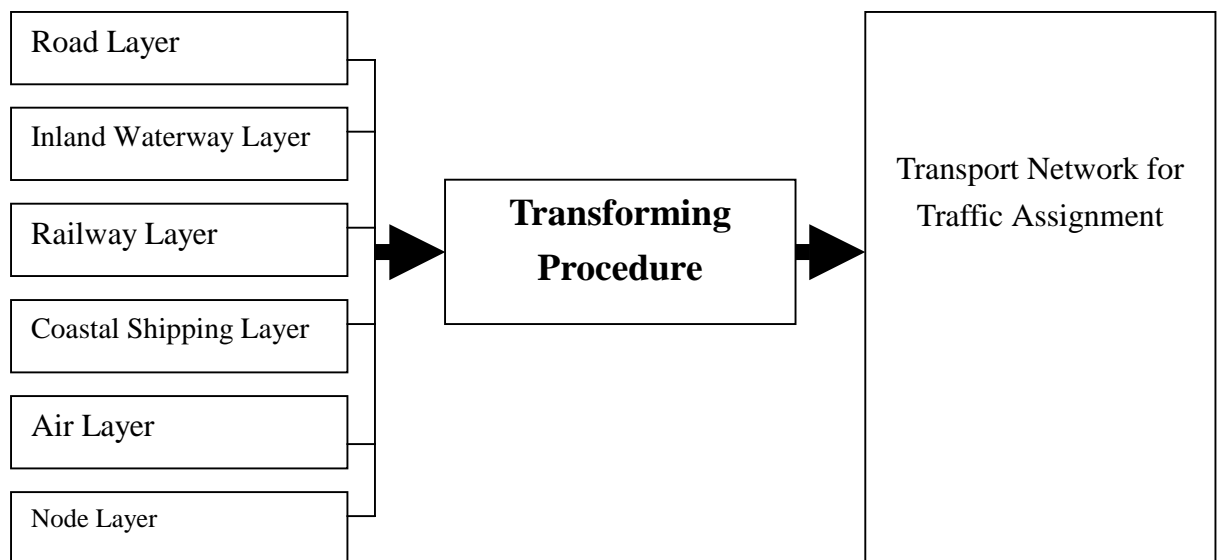 Road Layer
Inland Waterway Layer
Railway Layer
Coastal Shipping Layer
Air Layer
Node Layer
Transforming
Procedure
Transport Network for
Traffic Assignment